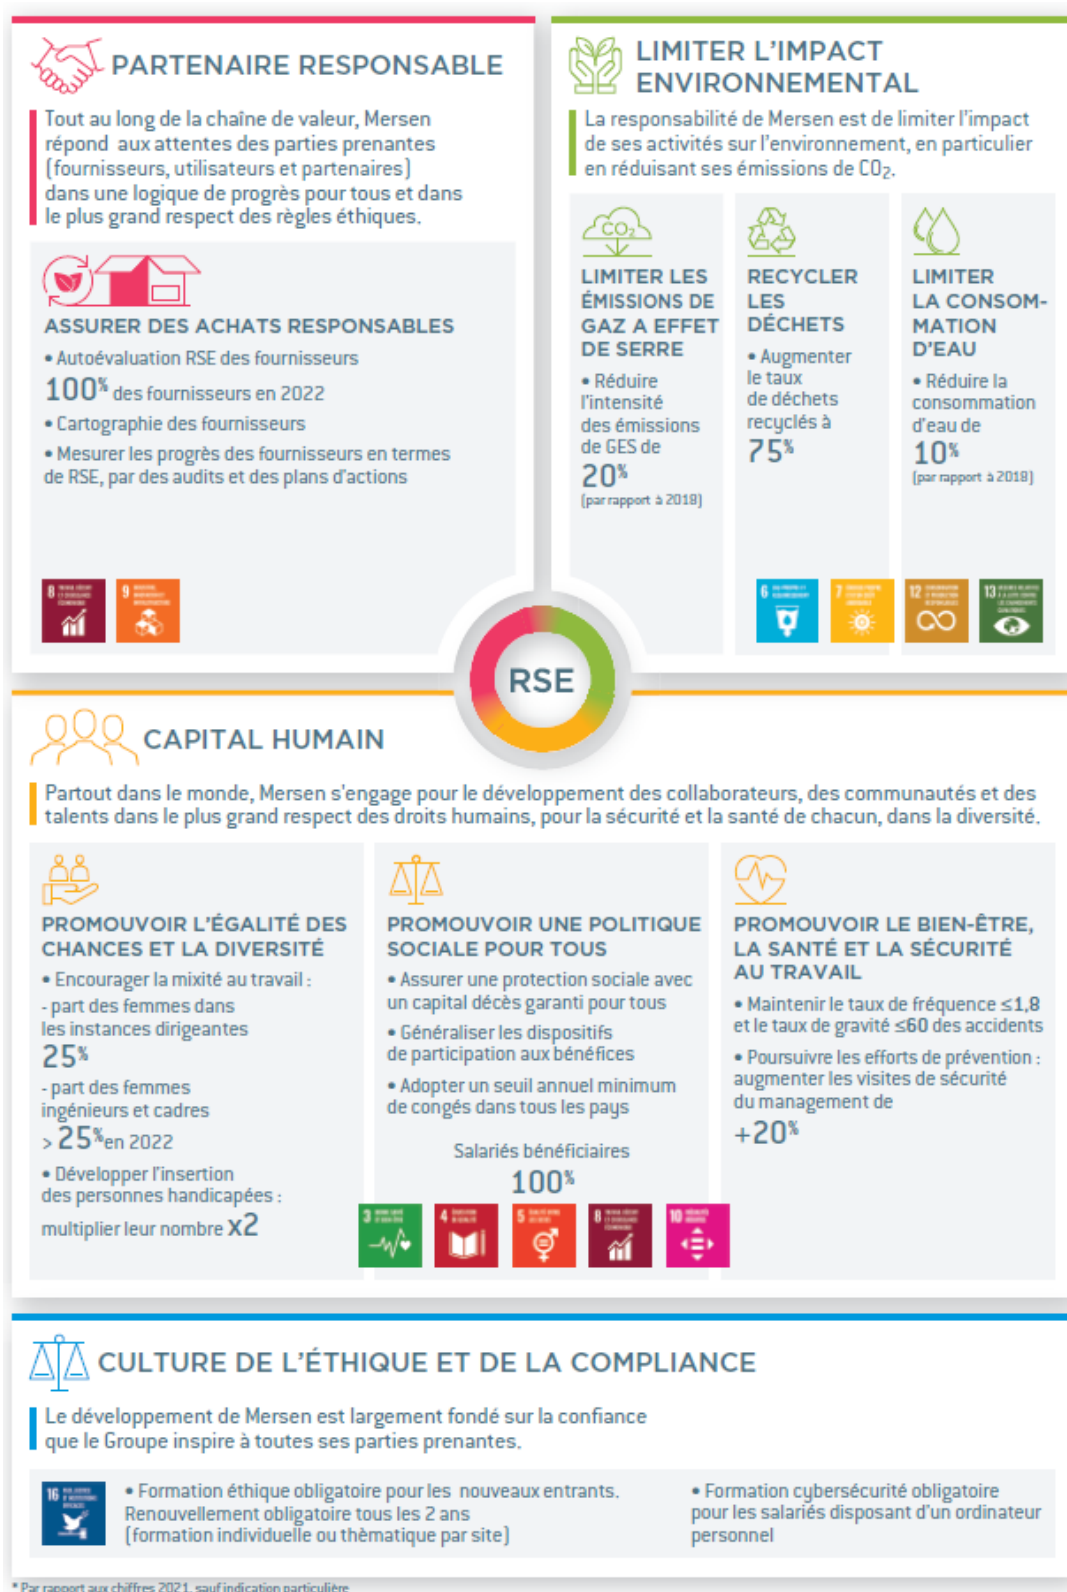 PARTENAIRE RESPONSABLE
Tout au long de la chaîne de valeur, Mersen
répond aux attentes des parties prenantes
(fournisseurs, utilisateurs et partenaires)
dans une logique de progrès pour tous et dans
le plus grand respect des règles éthiques.
ASSURER DES ACHATS RESPONSABLES
• Autoévaluation RSE des fournisseurs
100% des fournisseurs en 2022
• Cartographie des fournisseurs
• Mesurer les progrès des fournisseurs en termes
de RSE, par des audits et des plans d'actions
8
9
LIMITER L'IMPACT
ENVIRONNEMENTAL
La responsabilité de Mersen est de limiter l'impact
de ses activités sur l'environnement, en particulier
en réduisant ses émissions de CO₂.
CO₂
LIMITER LES
ÉMISSIONS DE
GAZ A EFFET
DE SERRE
• Réduire
l'intensité
des émissions
de GES de
20%
(par rapport à 2018)
RECYCLER
LES
DÉCHETS
• Augmenter
le taux
de déchets
recyclés à
75%
LIMITER
LA CONSOM-
MATION
D'EAU
• Réduire la
consommation
d'eau de
10%
(par rapport à 2018)
6
7
12
13
RSE
CAPITAL HUMAIN
Partout dans le monde, Mersen s'engage pour le développement des collaborateurs, des communautés et des
talents dans le plus grand respect des droits humains, pour la sécurité et la santé de chacun, dans la diversité.
PROMOUVOIR L'ÉGALITÉ DES
CHANCES ET LA DIVERSITÉ
• Encourager la mixité au travail :
- part des femmes dans
les instances dirigeantes
25%
- part des femmes
ingénieurs et cadres
> 25% en 2022
• Développer l'insertion
des personnes handicapées :
multiplier leur nombre x2
PROMOUVOIR UNE POLITIQUE
SOCIALE POUR TOUS
• Assurer une protection sociale avec
un capital décès garanti pour tous
• Généraliser les dispositifs
de participation aux bénéfices
• Adopter un seuil annuel minimum
de congés dans tous les pays
Salariés bénéficiaires
100%
PROMOUVOIR LE BIEN-ÊTRE,
LA SANTÉ ET LA SÉCURITÉ
AU TRAVAIL
• Maintenir le taux de fréquence ≤1,8
et le taux de gravité ≤60 des accidents
• Poursuivre les efforts de prévention :
augmenter les visites de sécurité
du management de
+20%
3
4
5
8
10
CULTURE DE L'ÉTHIQUE ET DE LA COMPLIANCE
Le développement de Mersen est largement fondé sur la confiance
que le Groupe inspire à toutes ses parties prenantes.
16
• Formation éthique obligatoire pour les nouveaux entrants.
Renouvellement obligatoire tous les 2 ans
(formation individuelle ou thèmatique par site)
• Formation cybersécurité obligatoire
pour les salariés disposant d'un ordinateur
personnel
* Par rapport aux chiffres 2021, sauf indication particulière